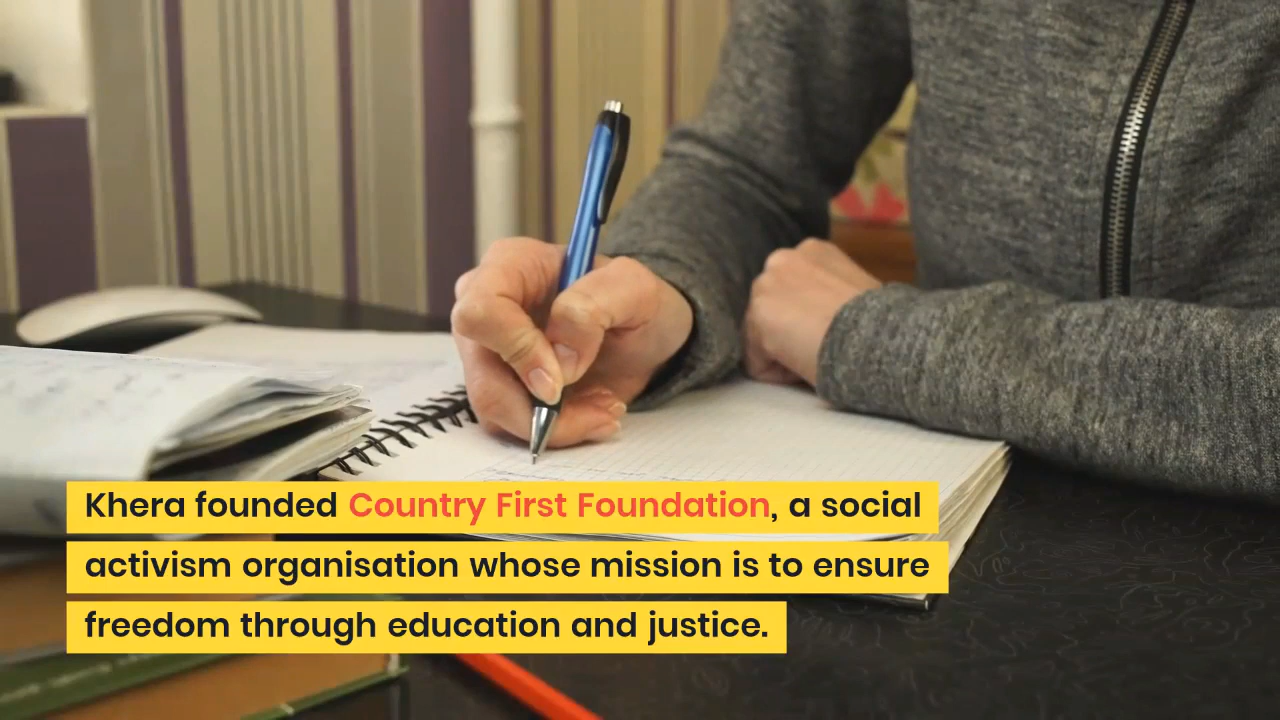 Khera founded Country First Foundation, a social
activism organisation whose mission is to ensure
freedom through education and justice.